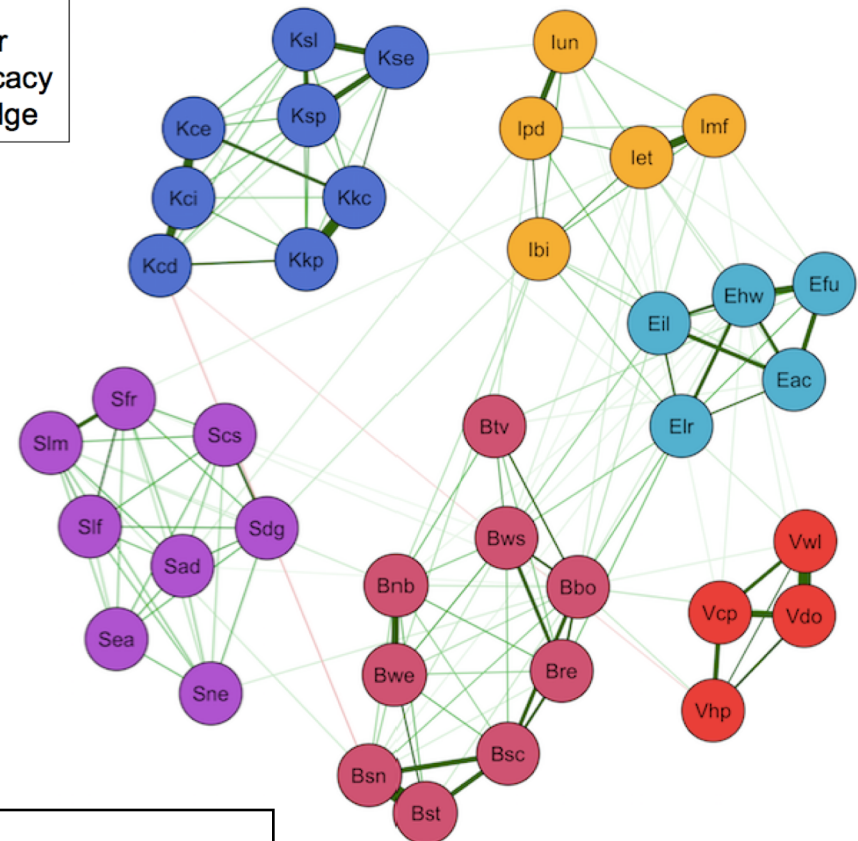 r
cacy
dge
Ksl
Kse
Iun
Ksp
Kce
Ipd
Imf
Iet
Kci
Kkc
Kcd
Kkp
Ibi
Ehw
Efu
Eil
Eac
Sfr
Slm
Scs
Btv
Elr
Slf
Sdg
Bws
Vwl
Sad
Bnb
Bbo
Vcp
Vdo
Sea
Bwe
Bre
Sne
Vhp
Bsn
Bsc
Bst